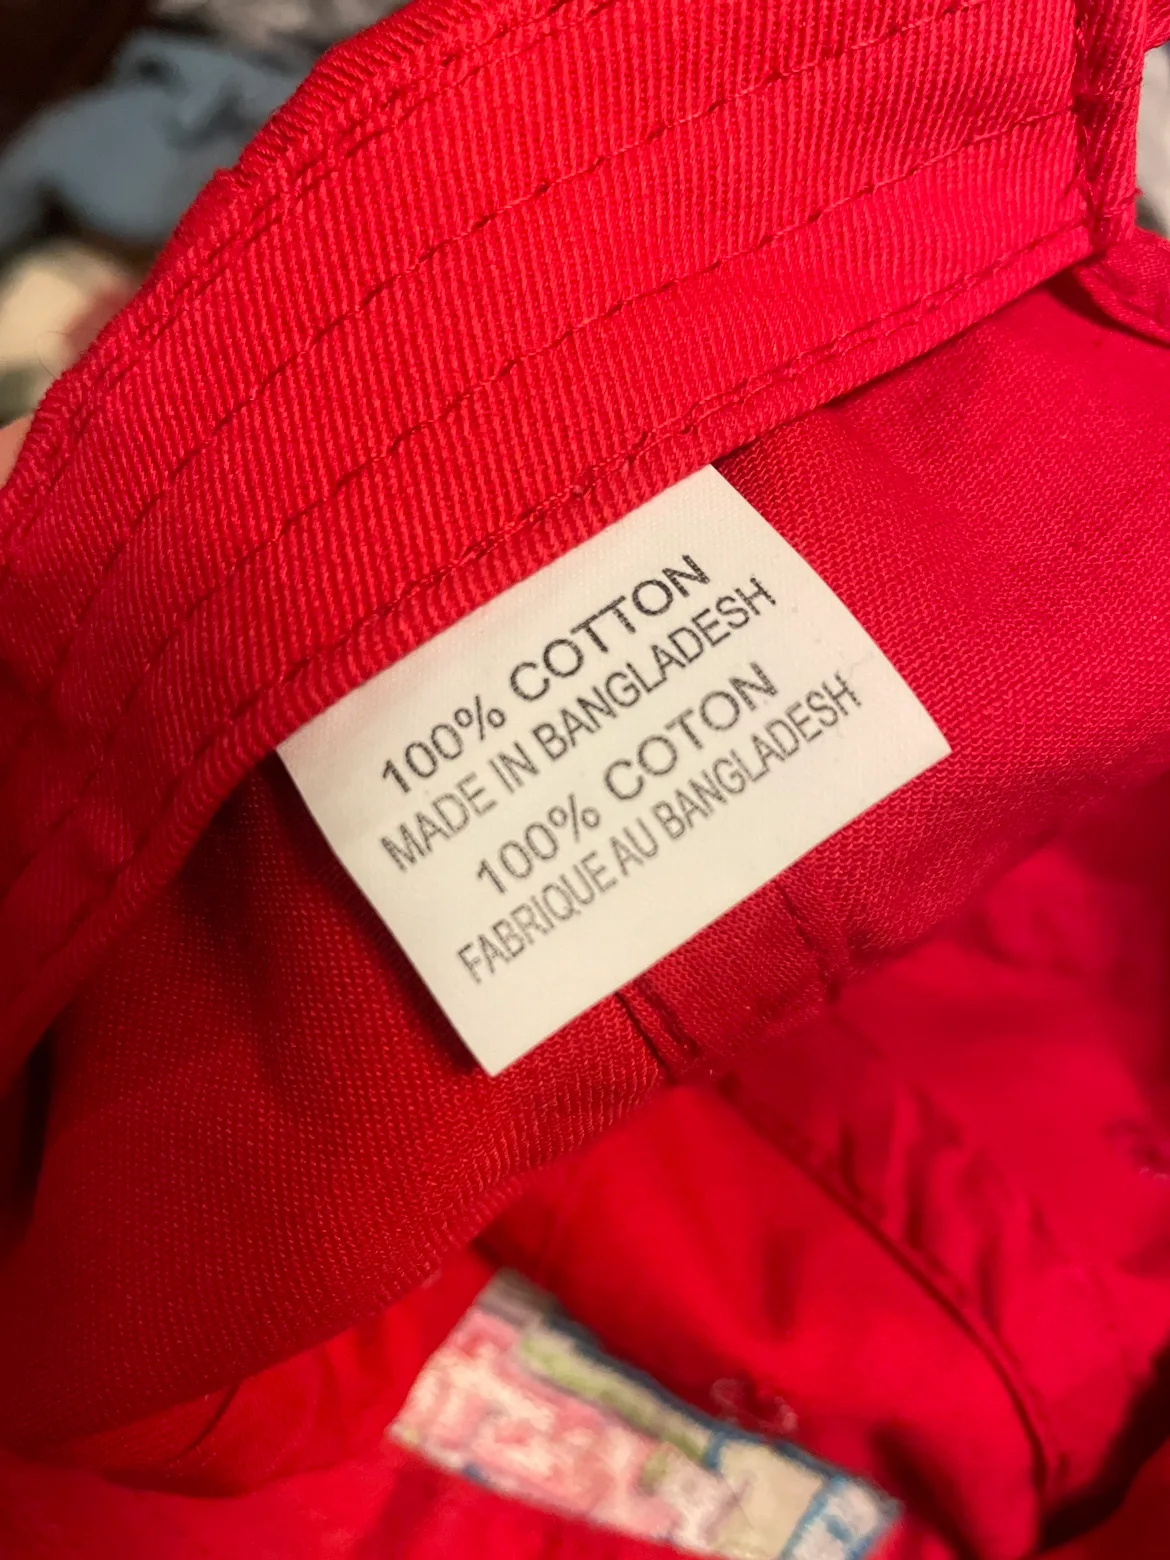 100% COTTON
MADE IN BANGLADESH
100% COTON
FABRIQUE AU BANGLADESH